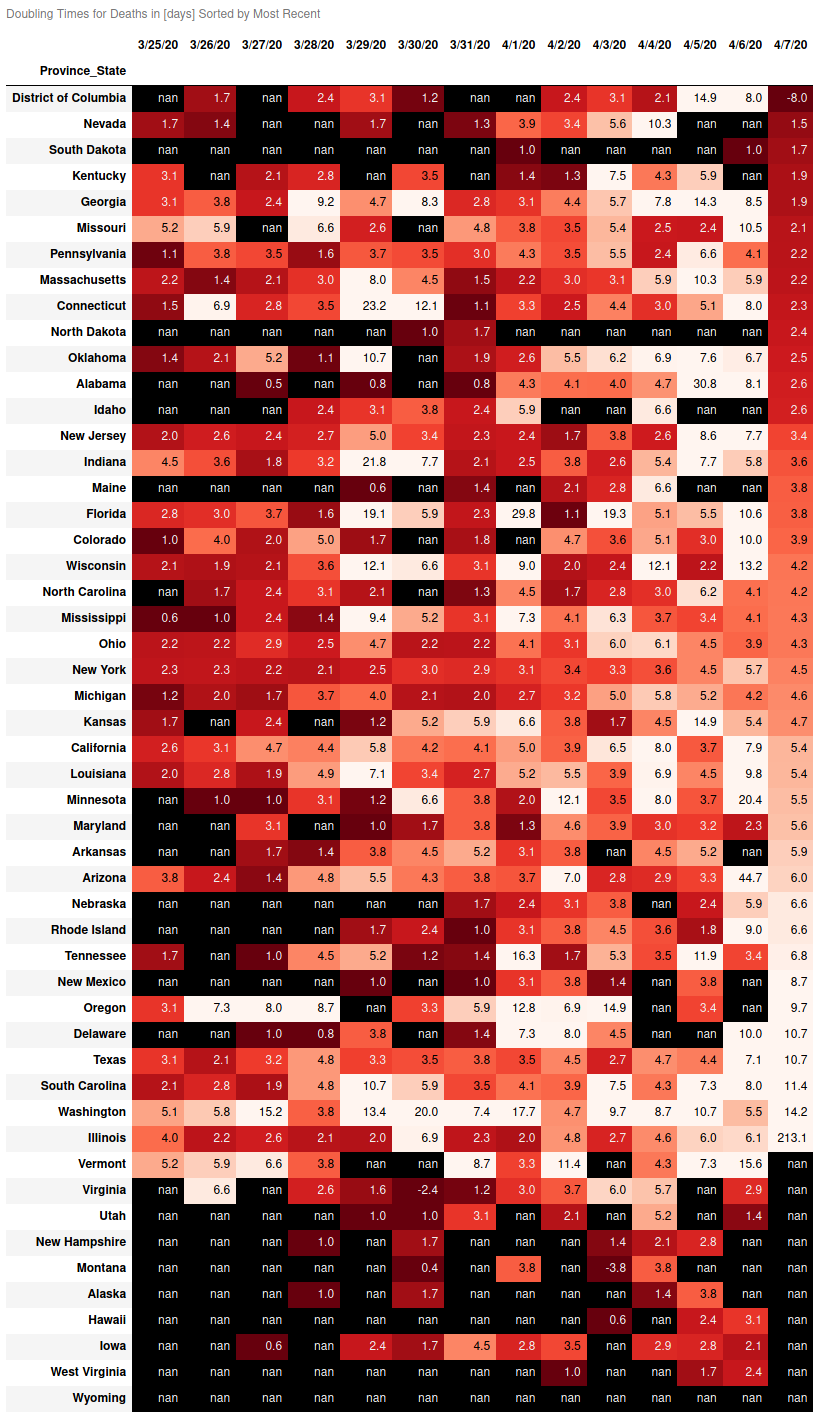 Doubling Times for Deaths in [days] Sorted by Most Recent
3/25/20 3/26/20 3/27/20 3/28/20 3/29/20 3/30/20 3/31/20 4/1/20 4/2/20 4/3/20 4/4/20 4/5/20 4/6/20 4/7/20
Province_State
District of Columbia nan 1.7 nan 2.4 3.1 1.2 nan nan 2.4 3.1 2.1 14.9 8.0 -8.0
Nevada 1.7 1.4 nan nan 1.7 nan 1.3 3.9 3.4 5.6 10.3 nan nan 1.5
South Dakota nan nan nan nan nan nan nan 1.0 nan nan nan nan 1.0 1.7
Kentucky 3.1 nan 2.1 2.8 nan 3.5 nan 1.4 1.3 7.5 4.3 5.9 nan 1.9
Georgia 3.1 3.8 2.4 9.2 4.7 8.3 2.8 3.1 4.4 5.7 7.8 14.3 8.5 1.9
Missouri 5.2 5.9 nan 6.6 2.6 nan 4.8 3.8 3.5 5.4 2.5 2.4 10.5 2.1
Pennsylvania 1.1 3.8 3.5 1.6 3.7 3.5 3.0 4.3 3.5 5.5 2.4 6.6 4.1 2.2
Massachusetts 2.2 1.4 2.1 3.0 8.0 4.5 1.5 2.2 3.0 3.1 5.9 10.3 5.9 2.2
Connecticut 1.5 6.9 2.8 3.5 23.2 12.1 1.1 3.3 2.5 4.4 3.0 5.1 8.0 2.3
North Dakota nan nan nan nan nan 1.0 1.7 nan nan nan nan nan nan 2.4
Oklahoma 1.4 2.1 5.2 1.1 10.7 nan 1.9 2.6 5.5 6.2 6.9 7.6 6.7 2.5
Alabama nan nan 0.5 nan 0.8 nan 0.8 4.3 4.1 4.0 4.7 30.8 8.1 2.6
Idaho nan nan nan 2.4 3.1 3.8 2.4 5.9 nan nan 6.6 nan nan 2.6
New Jersey 2.0 2.6 2.4 2.7 5.0 3.4 2.3 2.4 1.7 3.8 2.6 8.6 7.7 3.4
Indiana 4.5 3.6 1.8 3.2 21.8 7.7 2.1 2.5 3.8 2.6 5.4 7.7 5.8 3.6
Maine nan nan nan nan 0.6 nan 1.4 nan 2.1 2.8 6.6 nan nan 3.8
Florida 2.8 3.0 3.7 1.6 19.1 5.9 2.3 29.8 1.1 19.3 5.1 5.5 10.6 3.8
Colorado 1.0 4.0 2.0 5.0 1.7 nan 1.8 nan 4.7 3.6 5.1 3.0 10.0 3.9
Wisconsin 2.1 1.9 2.1 3.6 12.1 6.6 3.1 9.0 2.0 2.4 12.1 2.2 13.2 4.2
North Carolina nan 1.7 2.4 3.1 2.1 nan 1.3 4.5 1.7 2.8 3.0 6.2 4.1 4.2
Mississippi 0.6 1.0 2.4 1.4 9.4 5.2 3.1 7.3 4.1 6.3 3.7 3.4 4.1 4.3
Ohio 2.2 2.2 2.9 2.5 4.7 2.2 2.2 4.1 3.1 6.0 6.1 4.5 3.9 4.3
New York 2.3 2.3 2.2 2.1 2.5 3.0 2.9 3.1 3.4 3.3 3.6 4.5 5.7 4.5
Michigan 1.2 2.0 1.7 3.7 4.0 2.1 2.0 2.7 3.2 5.0 5.8 5.2 4.2 4.6
Kansas 1.7 nan 2.4 nan 1.2 5.2 5.9 6.6 3.8 1.7 4.5 14.9 5.4 4.7
California 2.6 3.1 4.7 4.4 5.8 4.2 4.1 5.0 3.9 6.5 8.0 3.7 7.9 5.4
Louisiana 2.0 2.8 1.9 4.9 7.1 3.4 2.7 5.2 5.5 3.9 6.9 4.5 9.8 5.4
Minnesota nan 1.0 1.0 3.1 1.2 6.6 3.8 2.0 12.1 3.5 8.0 3.7 20.4 5.5
Maryland nan nan 3.1 nan 1.0 1.7 3.8 1.3 4.6 3.9 3.0 3.2 2.3 5.6
Arkansas nan nan 1.7 1.4 3.8 4.5 5.2 3.1 3.8 nan 4.5 5.2 nan 5.9
Arizona 3.8 2.4 1.4 4.8 5.5 4.3 3.8 3.7 7.0 2.8 2.9 3.3 44.7 6.0
Nebraska nan nan nan nan nan nan 1.7 2.4 3.1 3.8 nan 2.4 5.9 6.6
Rhode Island nan nan nan nan 1.7 2.4 1.0 3.1 3.8 4.5 3.6 1.8 9.0 6.6
Tennessee 1.7 nan 1.0 4.5 5.2 1.2 1.4 16.3 1.7 5.3 3.5 11.9 3.4 6.8
New Mexico nan nan nan nan 1.0 nan 1.0 3.1 3.8 1.4 nan 3.8 nan 8.7
Oregon 3.1 7.3 8.0 8.7 nan 3.3 5.9 12.8 6.9 14.9 nan 3.4 nan 9.7
Delaware nan nan 1.0 0.8 3.8 nan 1.4 7.3 8.0 4.5 nan nan 10.0 10.7
Texas 3.1 2.1 3.2 4.8 3.3 3.5 3.8 3.5 4.5 2.7 4.7 4.4 7.1 10.7
South Carolina 2.1 2.8 1.9 4.8 10.7 5.9 3.5 4.1 3.9 7.5 4.3 7.3 8.0 11.4
Washington 5.1 5.8 15.2 3.8 13.4 20.0 7.4 17.7 4.7 9.7 8.7 10.7 5.5 14.2
Illinois 4.0 2.2 2.6 2.1 2.0 6.9 2.3 2.0 4.8 2.7 4.6 6.0 6.1 213.1
Vermont 5.2 5.9 6.6 3.8 nan nan 8.7 3.3 11.4 nan 4.3 7.3 15.6 nan
Virginia nan 6.6 nan 2.6 1.6 -2.4 1.2 3.0 3.7 6.0 5.7 nan 2.9 nan
Utah nan nan nan nan 1.0 1.0 3.1 nan 2.1 nan 5.2 nan 1.4 nan
New Hampshire nan nan nan 1.0 nan 1.7 nan nan nan 1.4 2.1 2.8 nan nan
Montana nan nan nan nan nan 0.4 nan 3.8 nan -3.8 3.8 nan nan nan
Alaska nan nan nan 1.0 nan 1.7 nan nan nan nan 1.4 3.8 nan nan
Hawaii nan nan nan nan nan nan nan nan nan 0.6 nan 2.4 3.1 nan
Iowa nan nan 0.6 nan 2.4 1.7 4.5 2.8 3.5 nan 2.9 2.8 2.1 nan
West Virginia nan nan nan nan nan nan nan nan 1.0 nan nan 1.7 2.4 nan
Wyoming nan nan nan nan nan nan nan nan nan nan nan nan nan nan